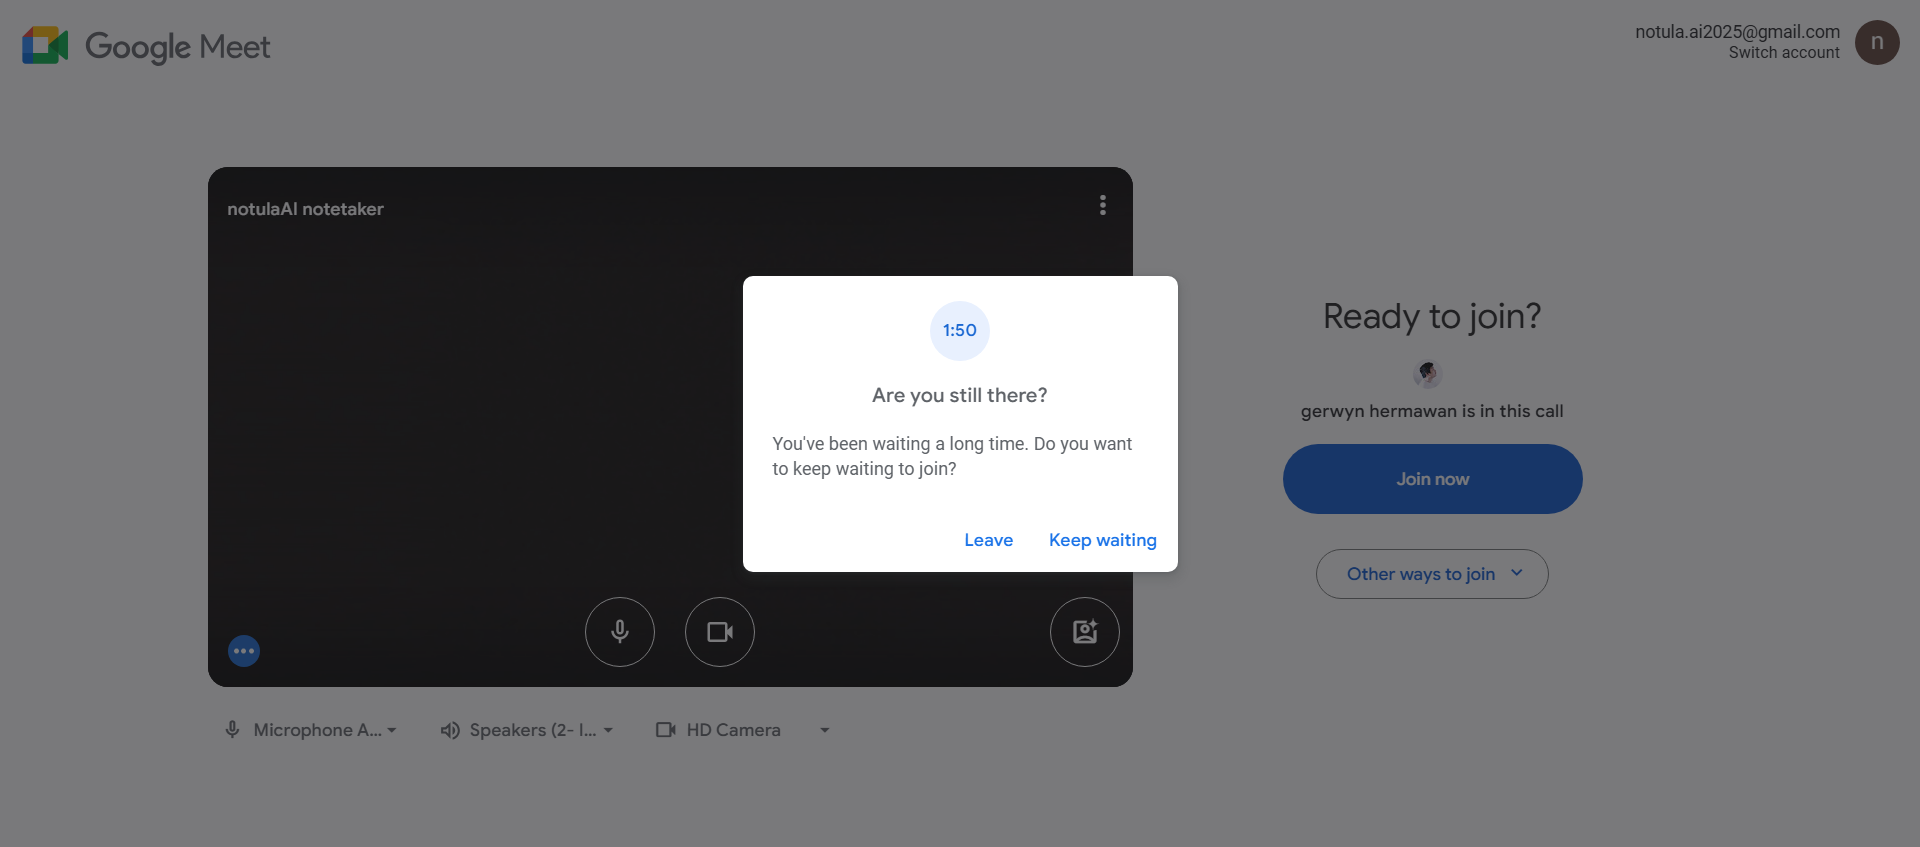 Google Meet
notula.ai2025@gmail.com
Switch account
n
notulaAI notetaker
1:50
Are you still there?
You've been waiting a long time. Do you want
to keep waiting to join?
Leave
Keep waiting
Ready to join?
gerwyn hermawan is in this call
Join now
Other ways to join
Microphone A...
Speakers (2- I...
HD Camera